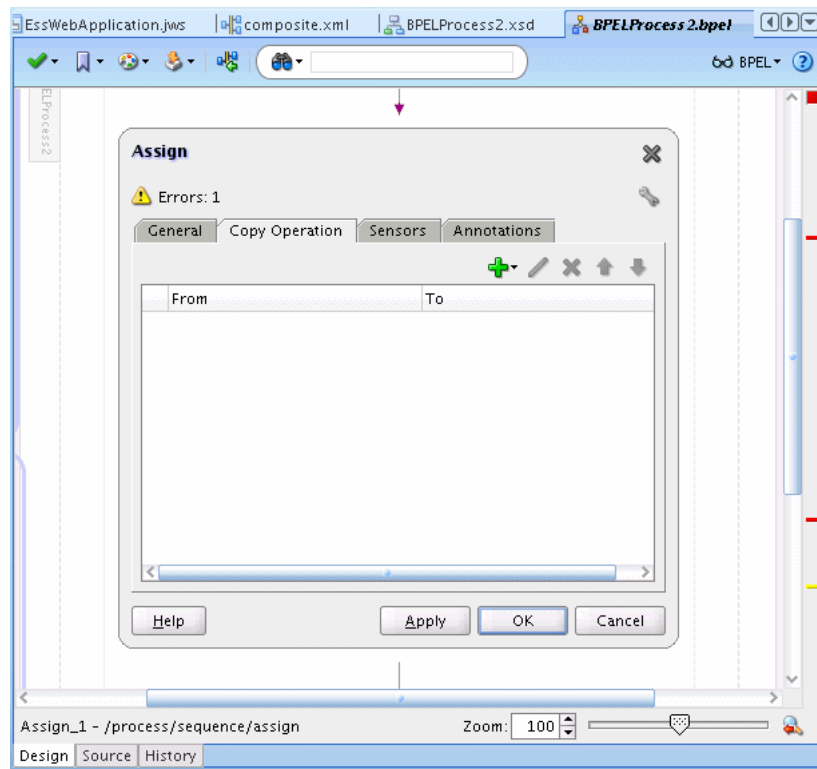 EssWebApplication.jws composite.xml BPELProcess2.xsd BPELProcess2.bpel
BPEL
ELProcess2
Assign
Errors: 1
General Copy Operation Sensors Annotations
From To
Help Apply OK Cancel
Assign_1 - /process/sequence/assign Zoom: 100
Design Source History